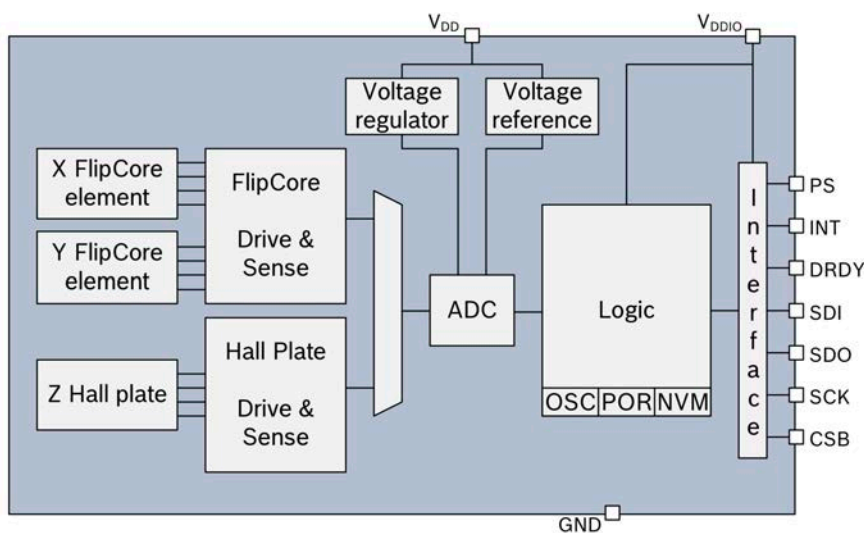 VDD
VDDIO
Voltage
regulator
Voltage
reference
X FlipCore
element
Y FlipCore
element
FlipCore
Drive &
Sense
Z Hall plate
Hall Plate
Drive &
Sense
ADC
Logic
OSC POR NVM
Interface
PS
INT
DRDY
SDI
SDO
SCK
CSB
GND